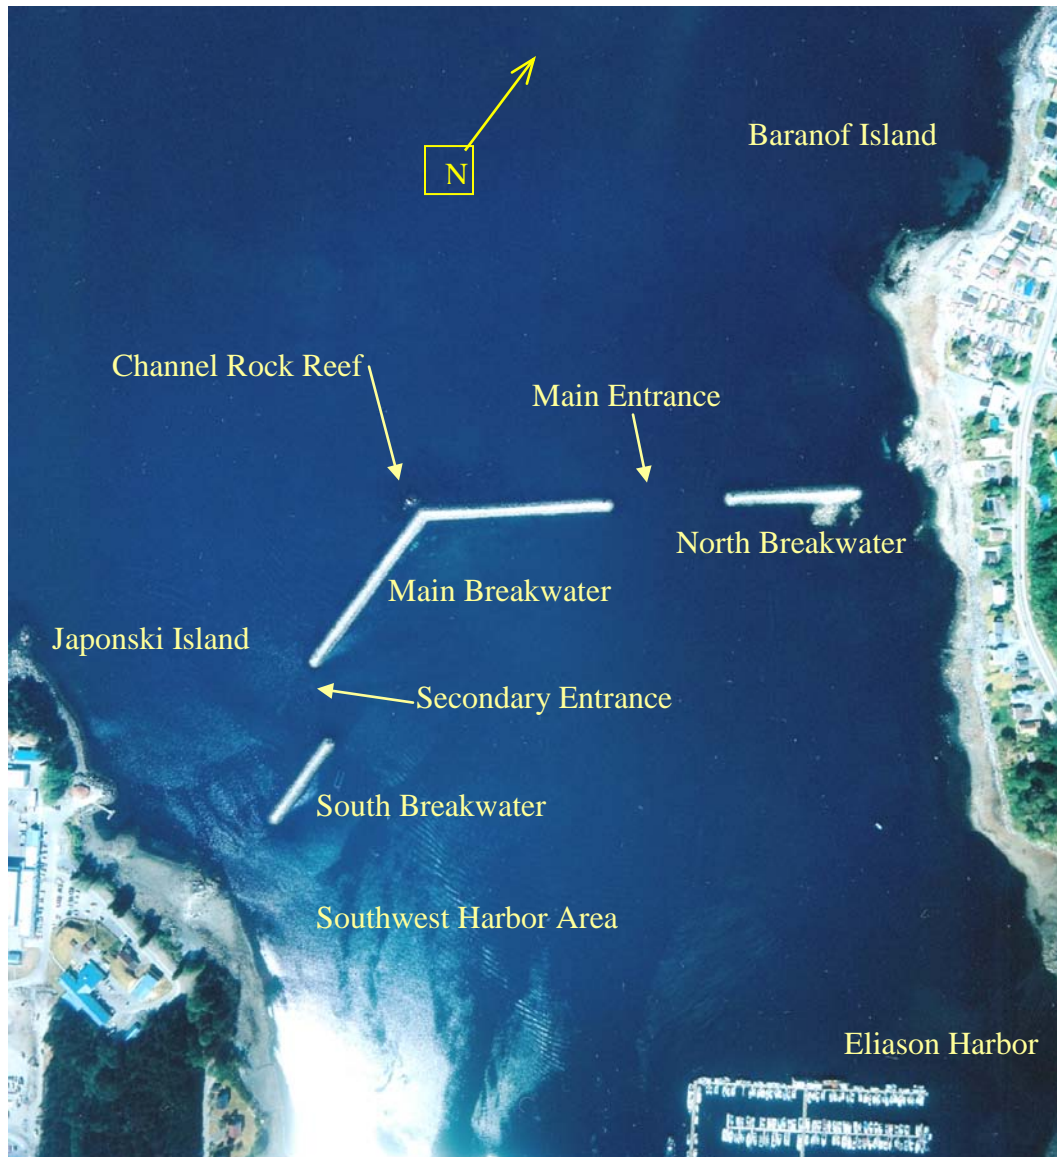 Baranof Island
N
Channel Rock Reef
Main Entrance
North Breakwater
Main Breakwater
Japonski Island
Secondary Entrance
South Breakwater
Southwest Harbor Area
Eliason Harbor